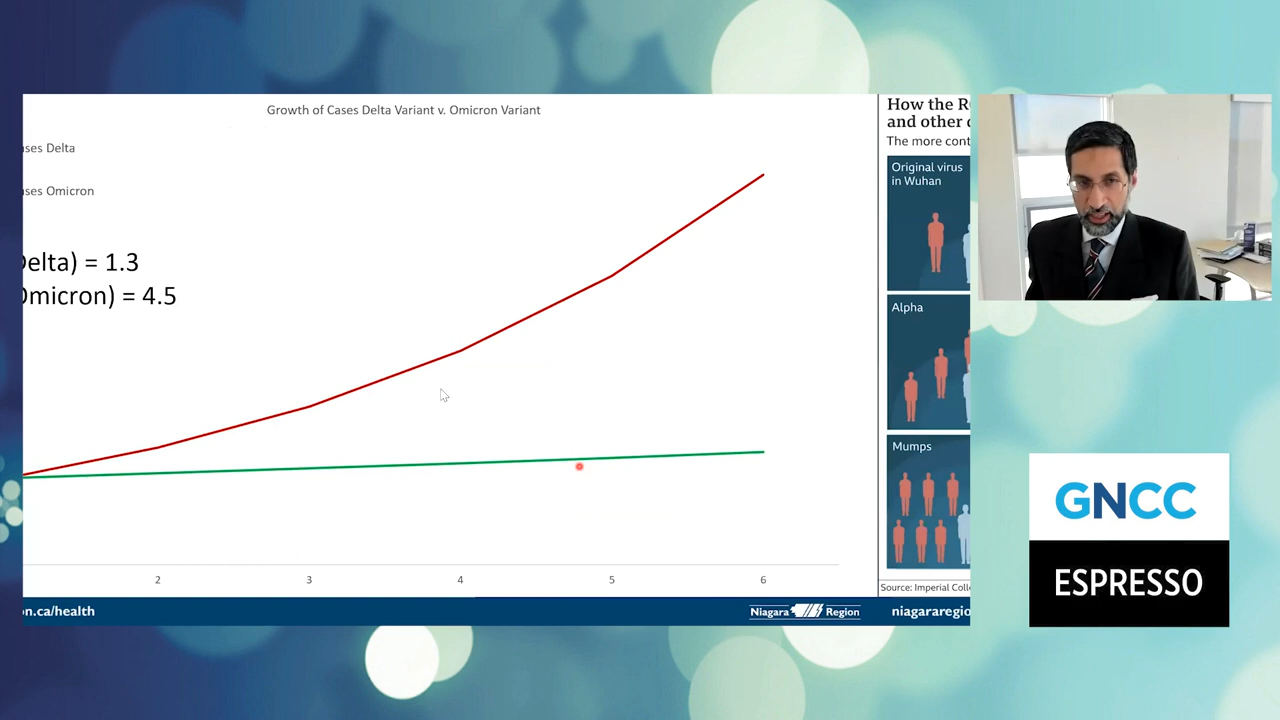 Growth of Cases Delta Variant v. Omicron Variant
ses Delta
ses Omicron
elta) = 1.3
micron) = 4.5
2
3
4
5
6
n.ca/health
Niagara Region
niagararegio
How the R
and other
The more cont
Original virus
in Wuhan
Alpha
Mumps
Source: Imperial Coll
GNCC
ESPRESSO